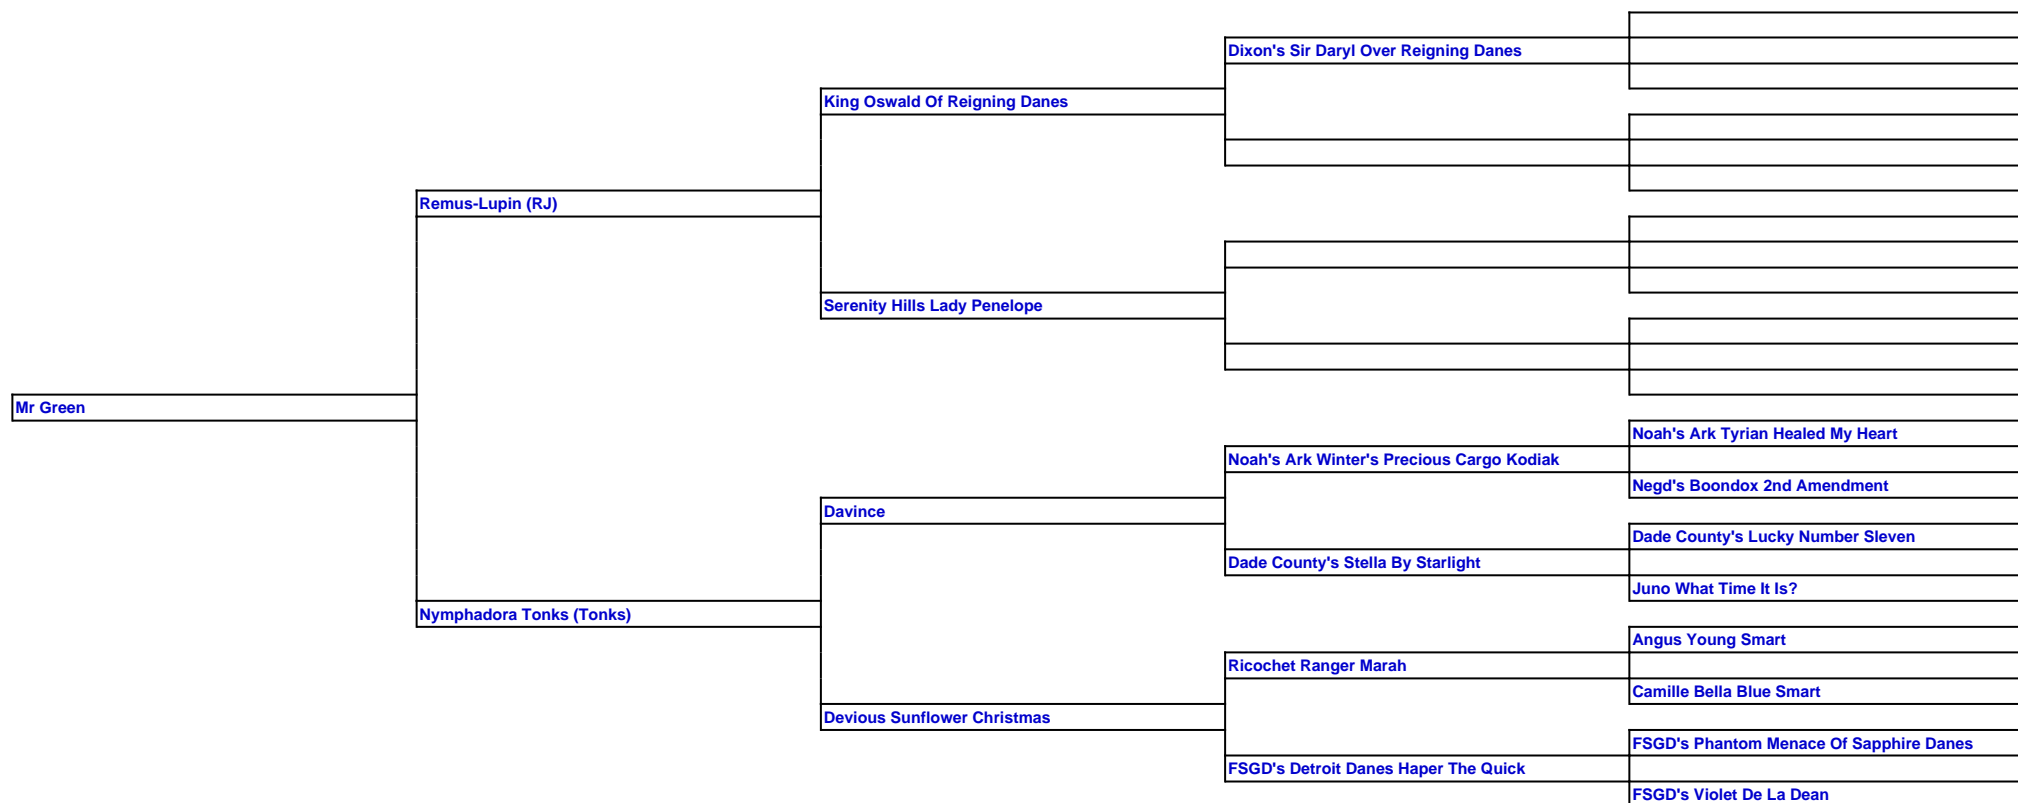 Dixon's Sir Daryl Over Reigning Danes
King Oswald Of Reigning Danes
Remus-Lupin (RJ)
Serenity Hills Lady Penelope
Mr Green
Noah's Ark Tyrian Healed My Heart
Noah's Ark Winter's Precious Cargo Kodiak
Negd's Boondox 2nd Amendment
Davince
Dade County's Lucky Number Sleven
Dade County's Stella By Starlight
Juno What Time It Is?
Nymphadora Tonks (Tonks)
Angus Young Smart
Ricochet Ranger Marah
Camille Bella Blue Smart
Devious Sunflower Christmas
FSGD's Phantom Menace Of Sapphire Danes
FSGD's Detroit Danes Haper The Quick
FSGD's Violet De La Dean